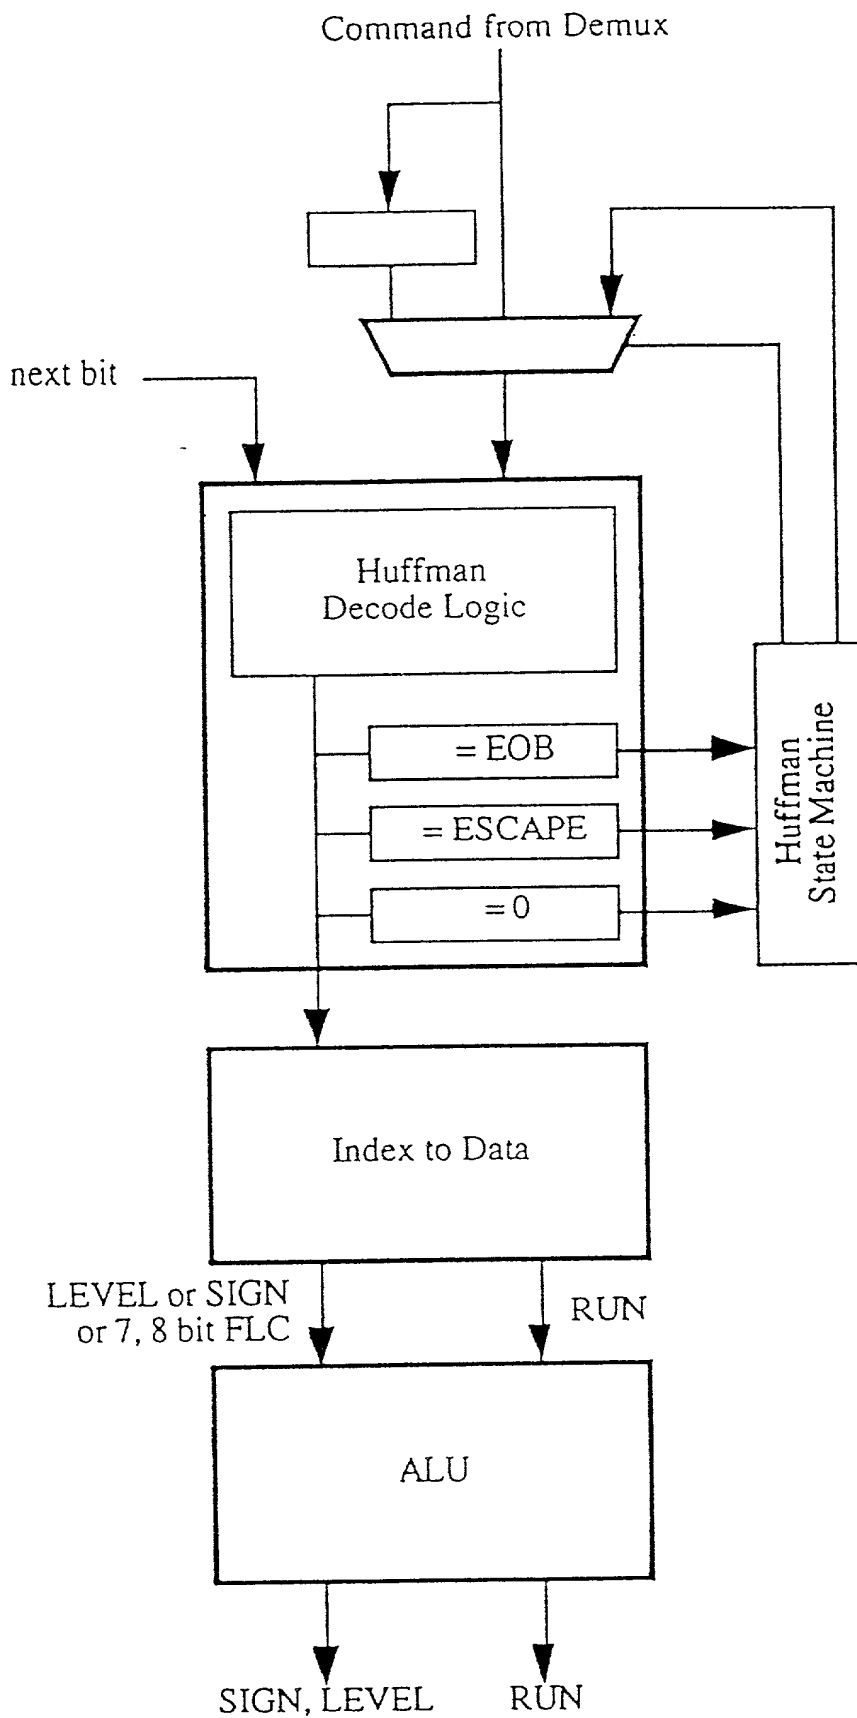 Command from Demux
next bit
Huffman
Decode Logic
= EOB
= ESCAPE
= 0
Huffman
State Machine
Index to Data
LEVEL or SIGN
or 7, 8 bit FLC
RUN
ALU
SIGN, LEVEL
RUN